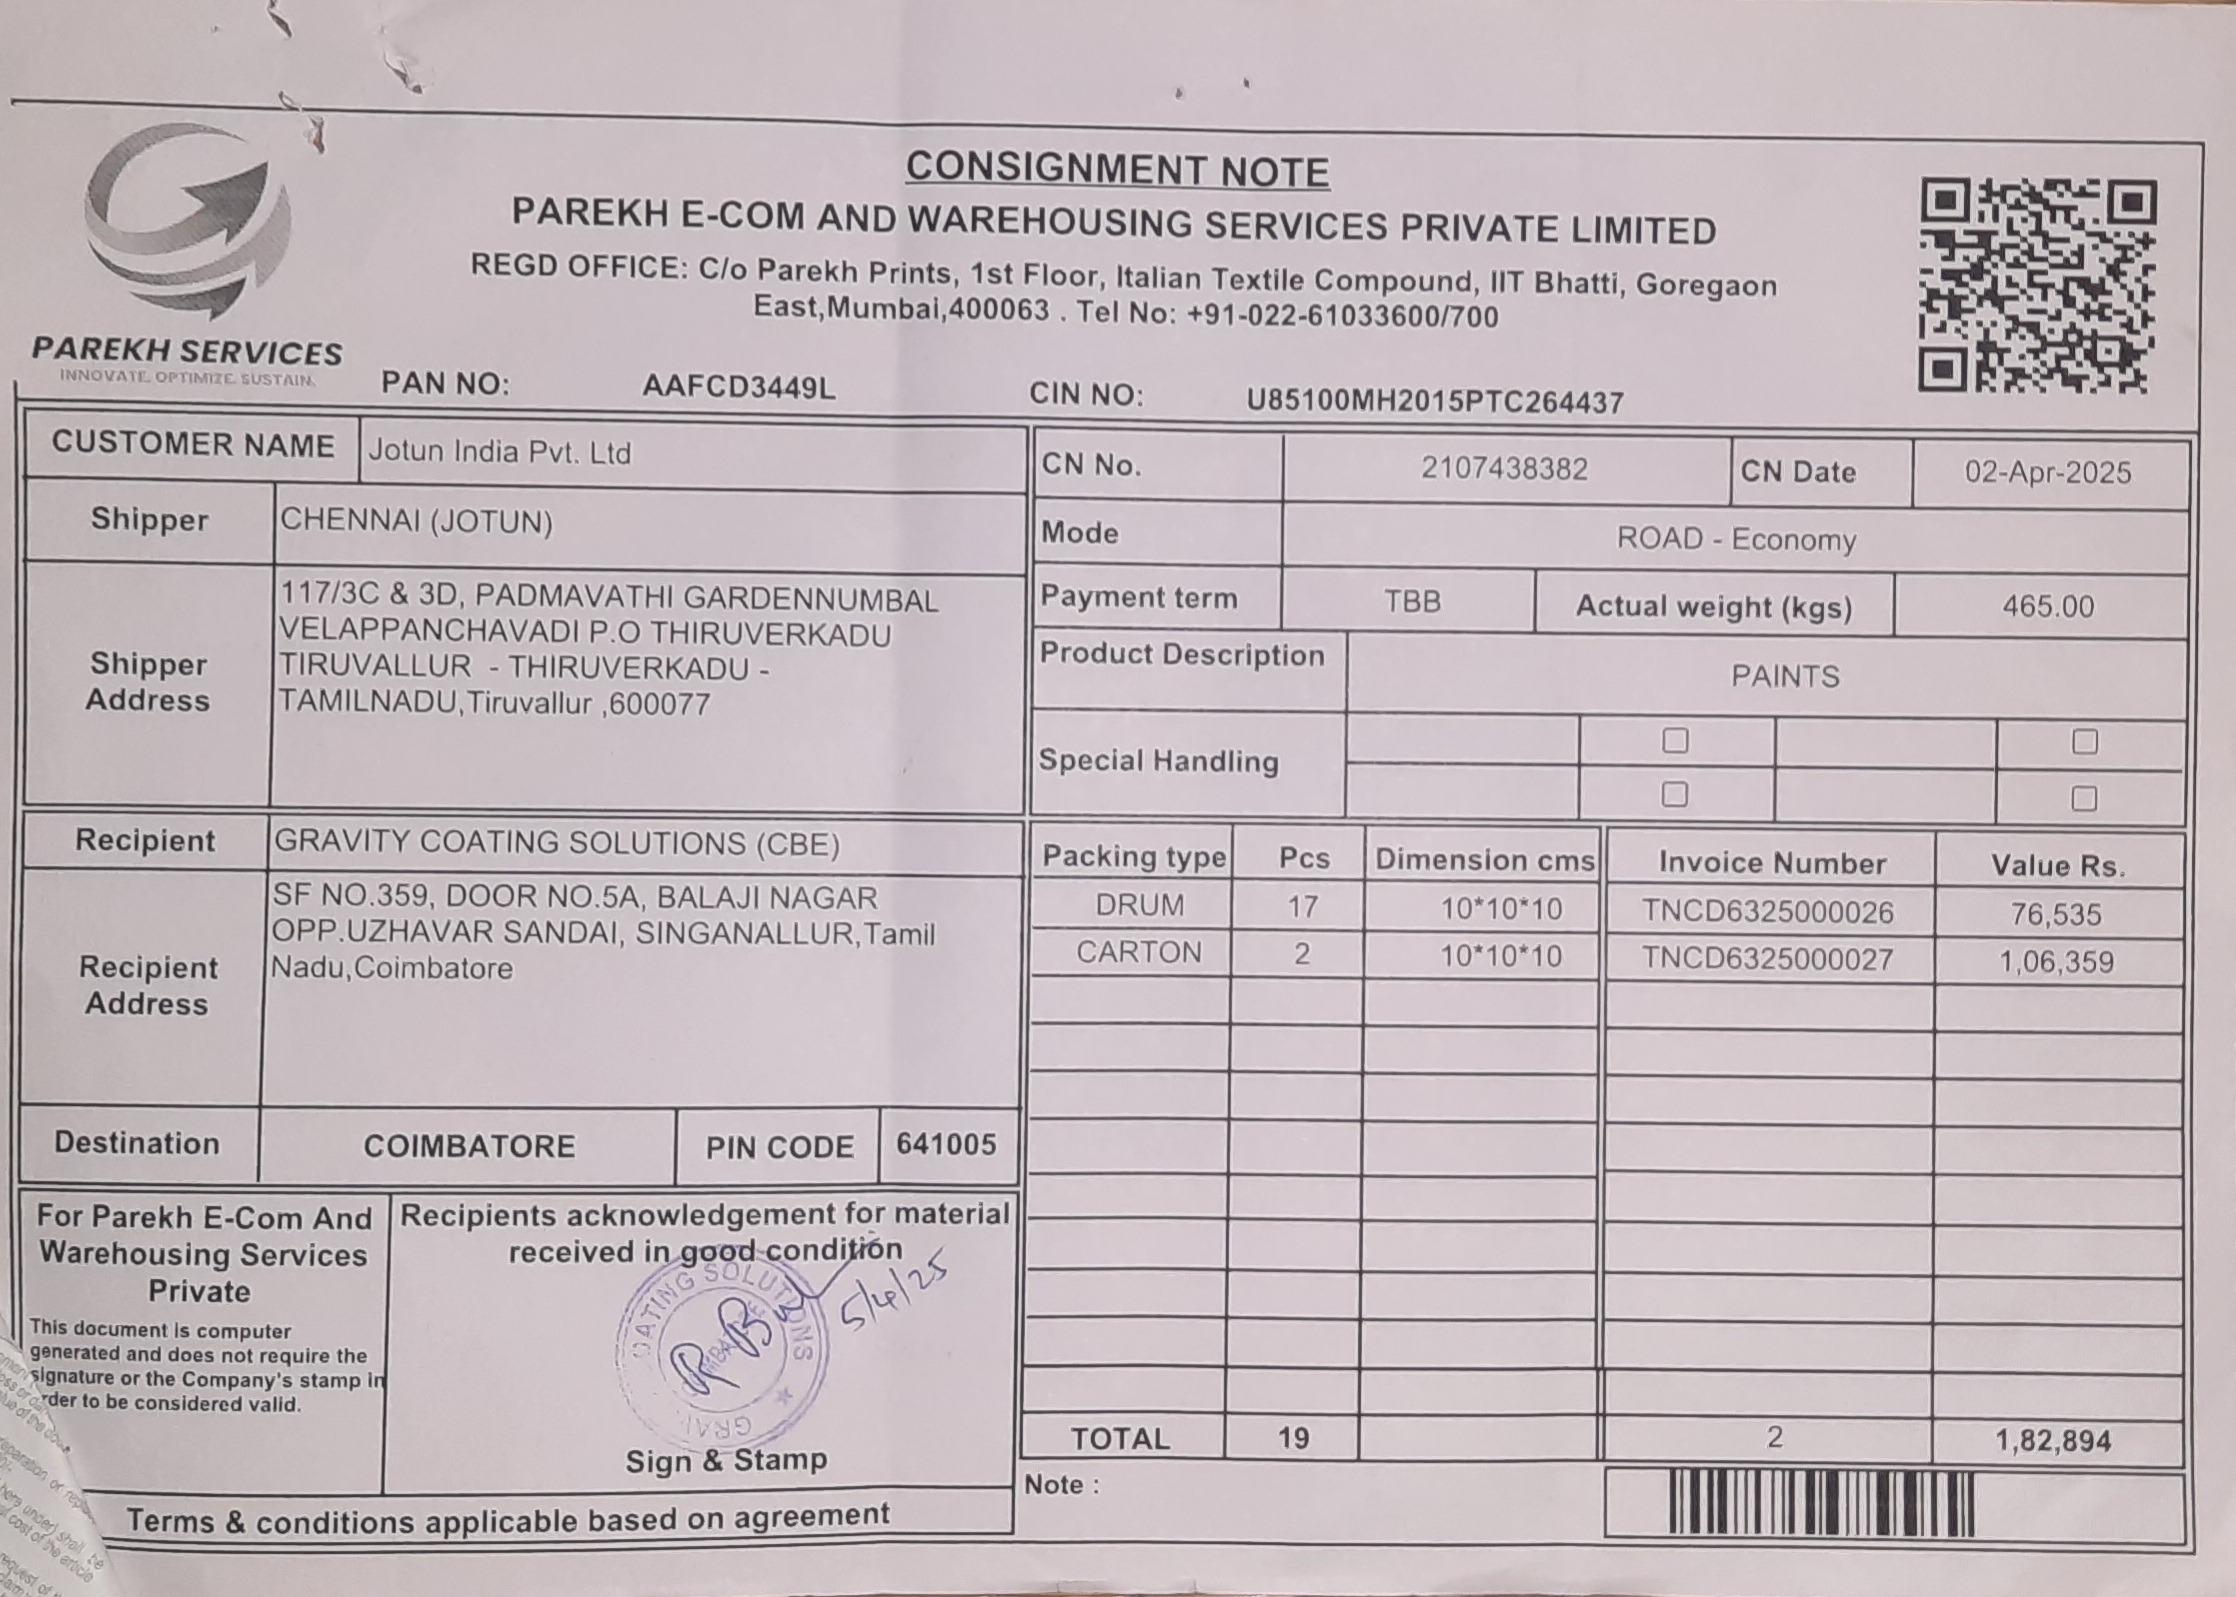 CONSIGNMENT NOTE
PAREKH E-COM AND WAREHOUSING SERVICES PRIVATE LIMITED
REGD OFFICE: C/o Parekh Prints, 1st Floor, Italian Textile Compound, IIT Bhatti, Goregaon
East,Mumbai,400063 . Tel No: +91-022-61033600/700
PAREKH SERVICES
INNOVATE. OPTIMIZE. SUSTAIN.
PAN NO: AAFCD3449L CIN NO: U85100MH2015PTC264437
CUSTOMER NAME Jotun India Pvt. Ltd
Shipper CHENNAI (JOTUN)
Shipper Address
117/3C & 3D, PADMAVATHI GARDENNUMBAL
VELAPPANCHAVADI P.O THIRUVERKADU
TIRUVALLUR - THIRUVERKADU -
TAMILNADU,Tiruvallur ,600077
Recipient GRAVITY COATING SOLUTIONS (CBE)
Recipient Address
SF NO.359, DOOR NO.5A, BALAJI NAGAR
OPP.UZHAVAR SANDAI, SINGANALLUR,Tamil
Nadu,Coimbatore
Destination COIMBATORE PIN CODE 641005
For Parekh E-Com And
Warehousing Services
Private
This document is computer
generated and does not require the
signature or the Company's stamp in
rder to be considered valid.
Recipients acknowledgement for material
received in good condition
OATING SOLUTIONS
5/4/25
Sign & Stamp
Terms & conditions applicable based on agreement
CN No. 2107438382 CN Date 02-Apr-2025
Mode ROAD - Economy
Payment term TBB Actual weight (kgs) 465.00
Product Description PAINTS
Special Handling
Packing type Pcs Dimension cms Invoice Number Value Rs.
DRUM 17 10*10*10 TNCD6325000026 76,535
CARTON 2 10*10*10 TNCD6325000027 1,06,359
TOTAL 19 2 1,82,894
Note :